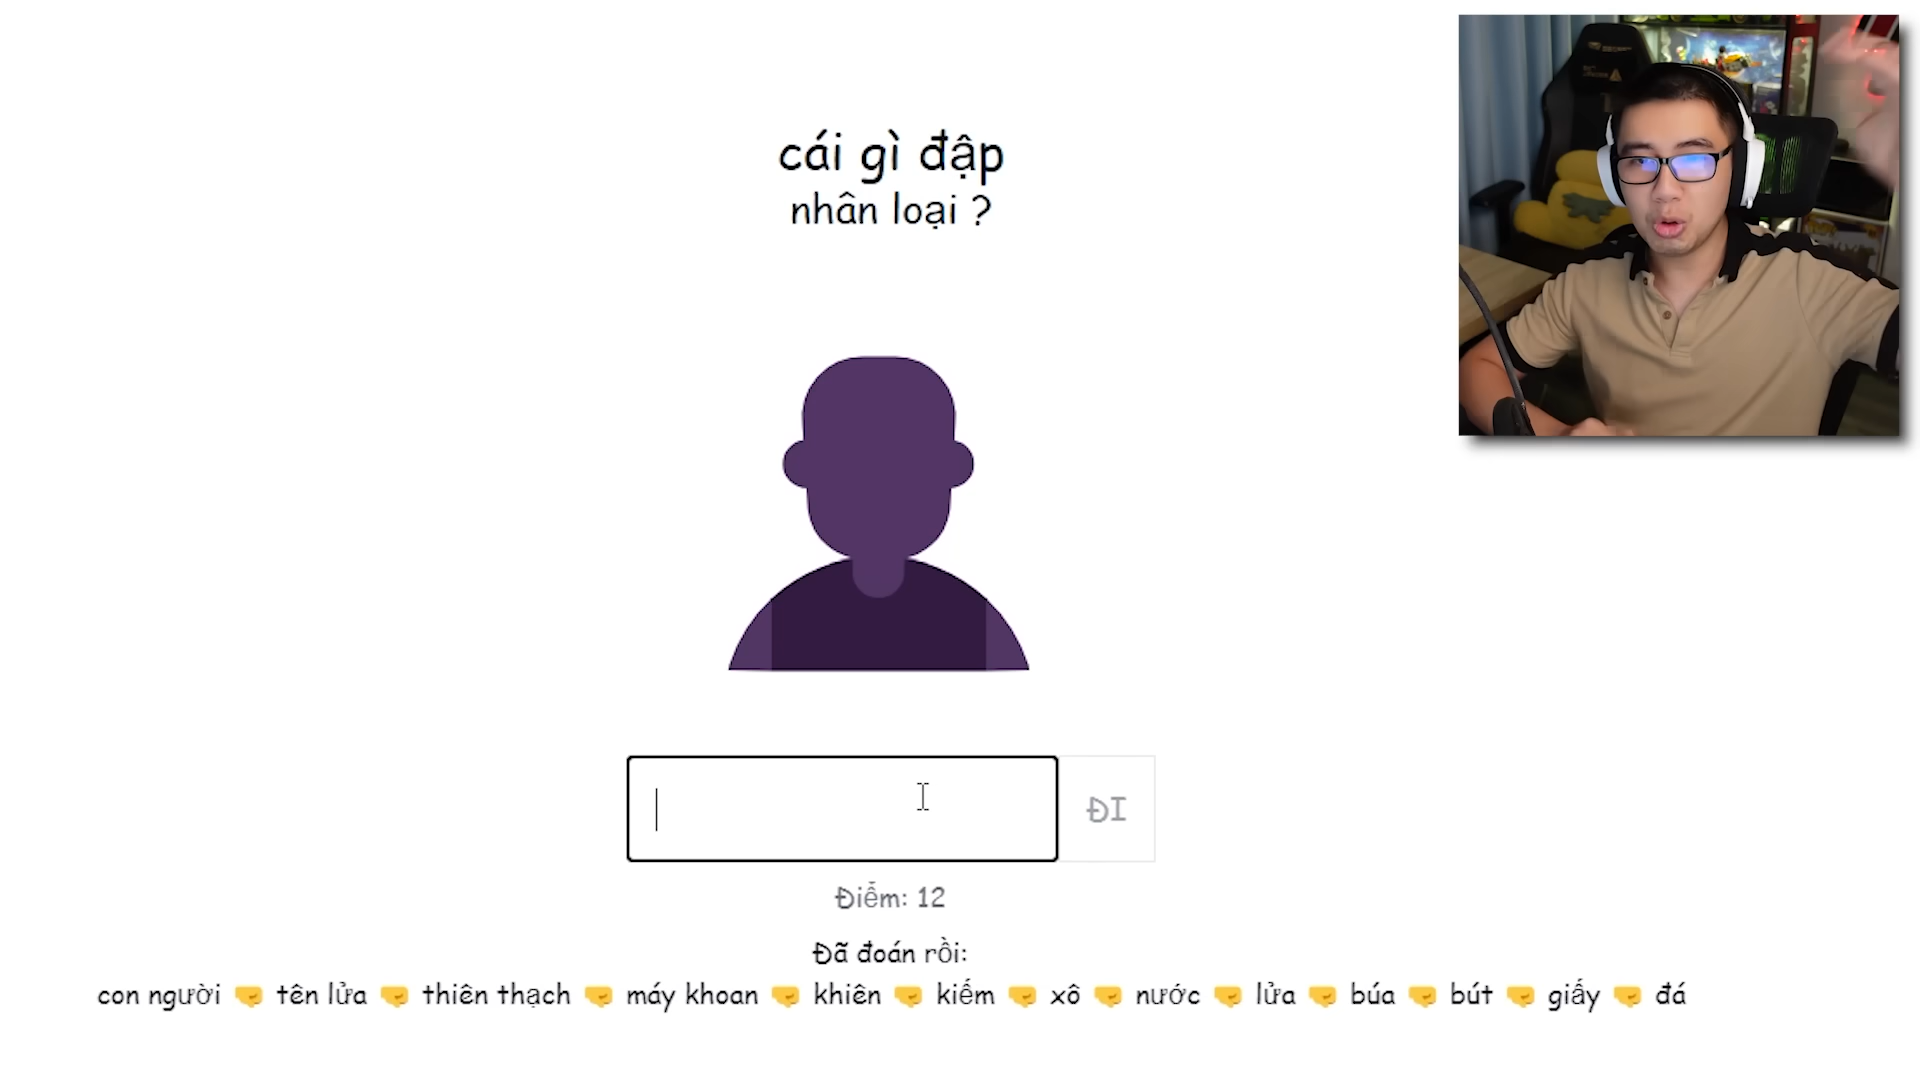 cái gì đập
nhân loại ?
ĐI
Điểm: 12
Đã đoán rồi:
con người 🤜 tên lửa 🤜 thiên thạch 🤜 máy khoan 🤜 khiên 🤜 kiếm 🤜 xô 🤜 nước 🤜 lửa 🤜 búa 🤜 bút 🤜 giấy 🤜 đá